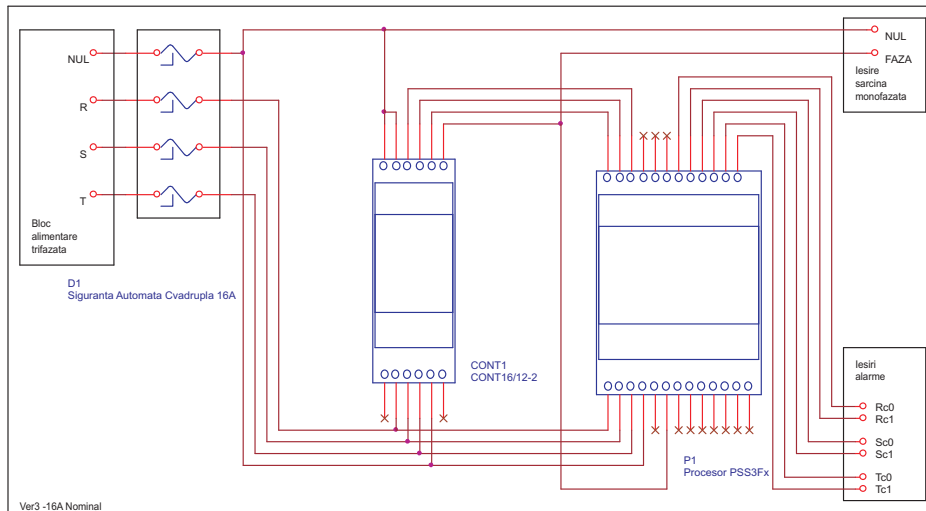 NUL
R
S
T
Bloc
alimentare
trifazata
D1
Siguranta Automata Cvadrupla 16A
CONT1
CONT16/12-2
P1
Procesor PSS3Fx
NUL
FAZA
Iesire
sarcina
monofazata
Iesiri
alarme
Rc0
Rc1
Sc0
Sc1
Tc0
Tc1
Ver3 -16A Nominal